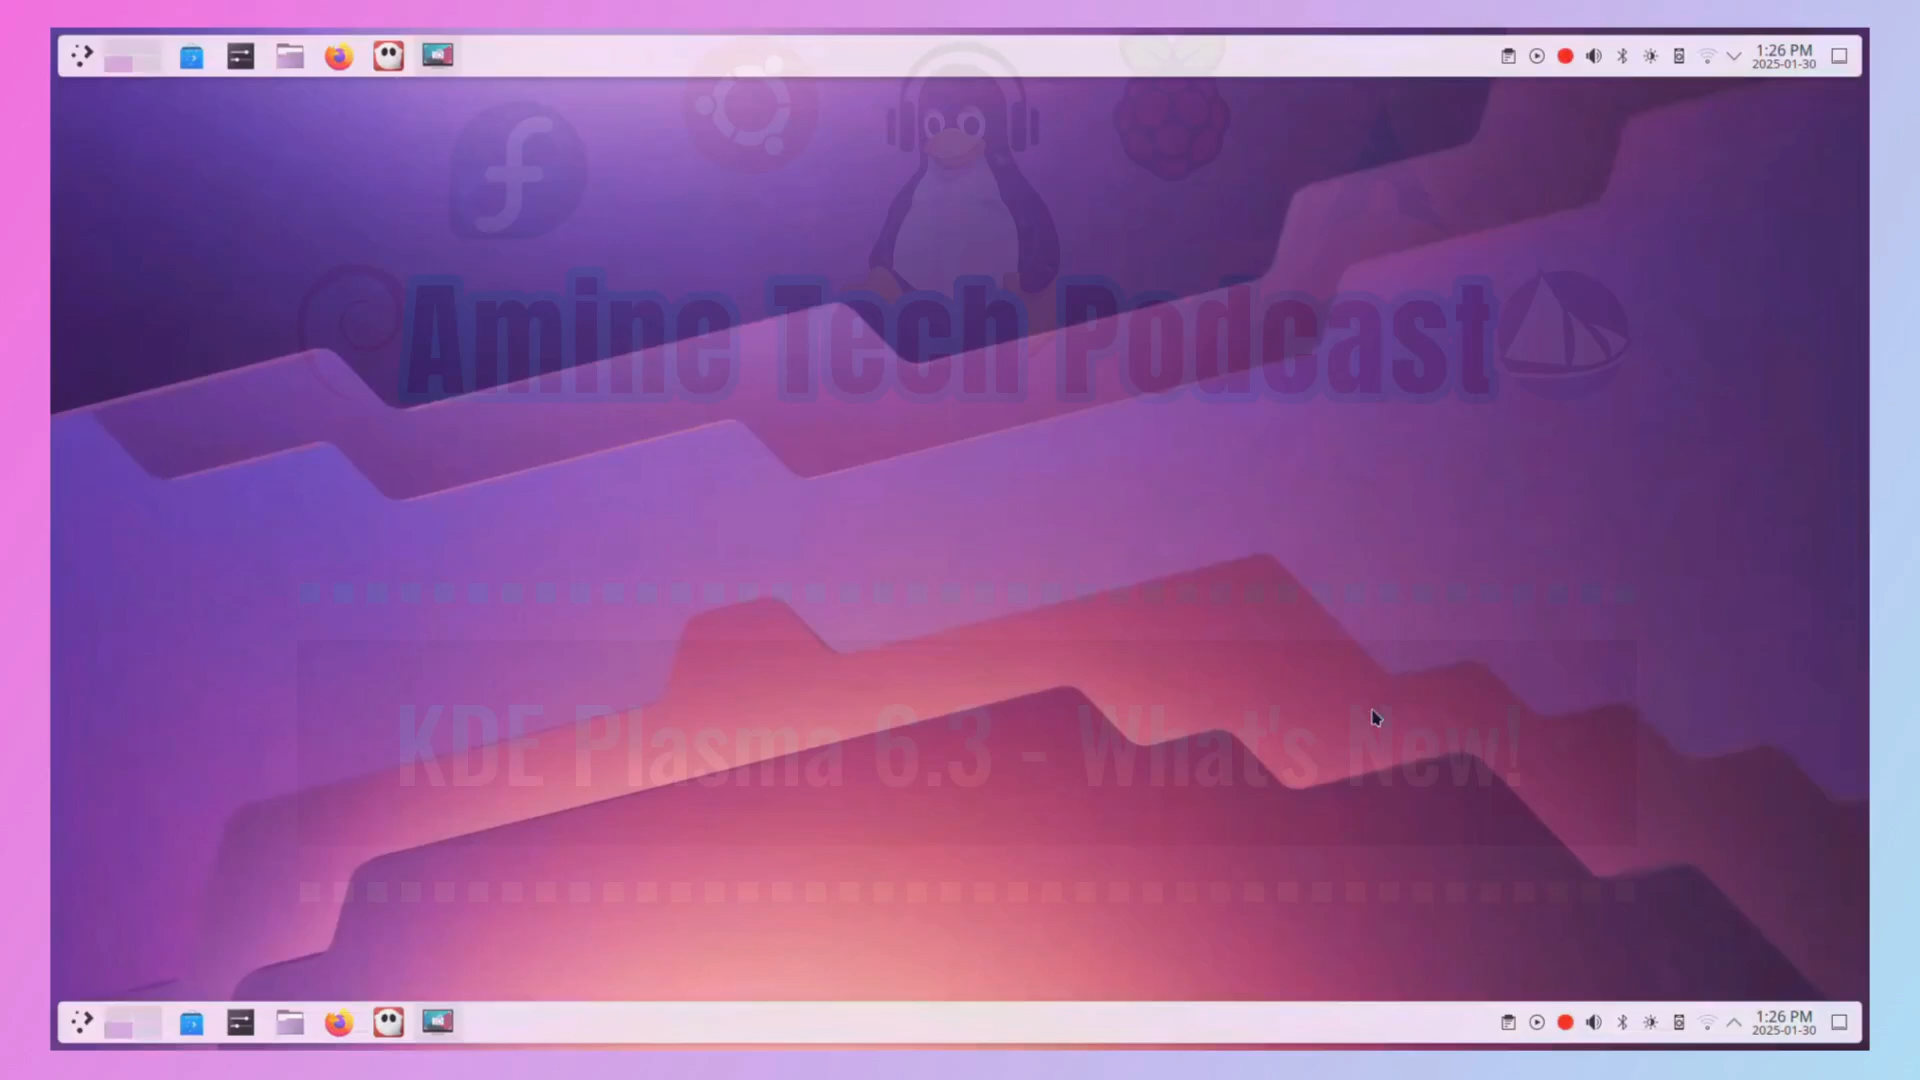 1:26 PM
2025-01-30
Amine Tech Podcast
KDE Plasma 6.3 - What's New!
1:26 PM
2025-01-30